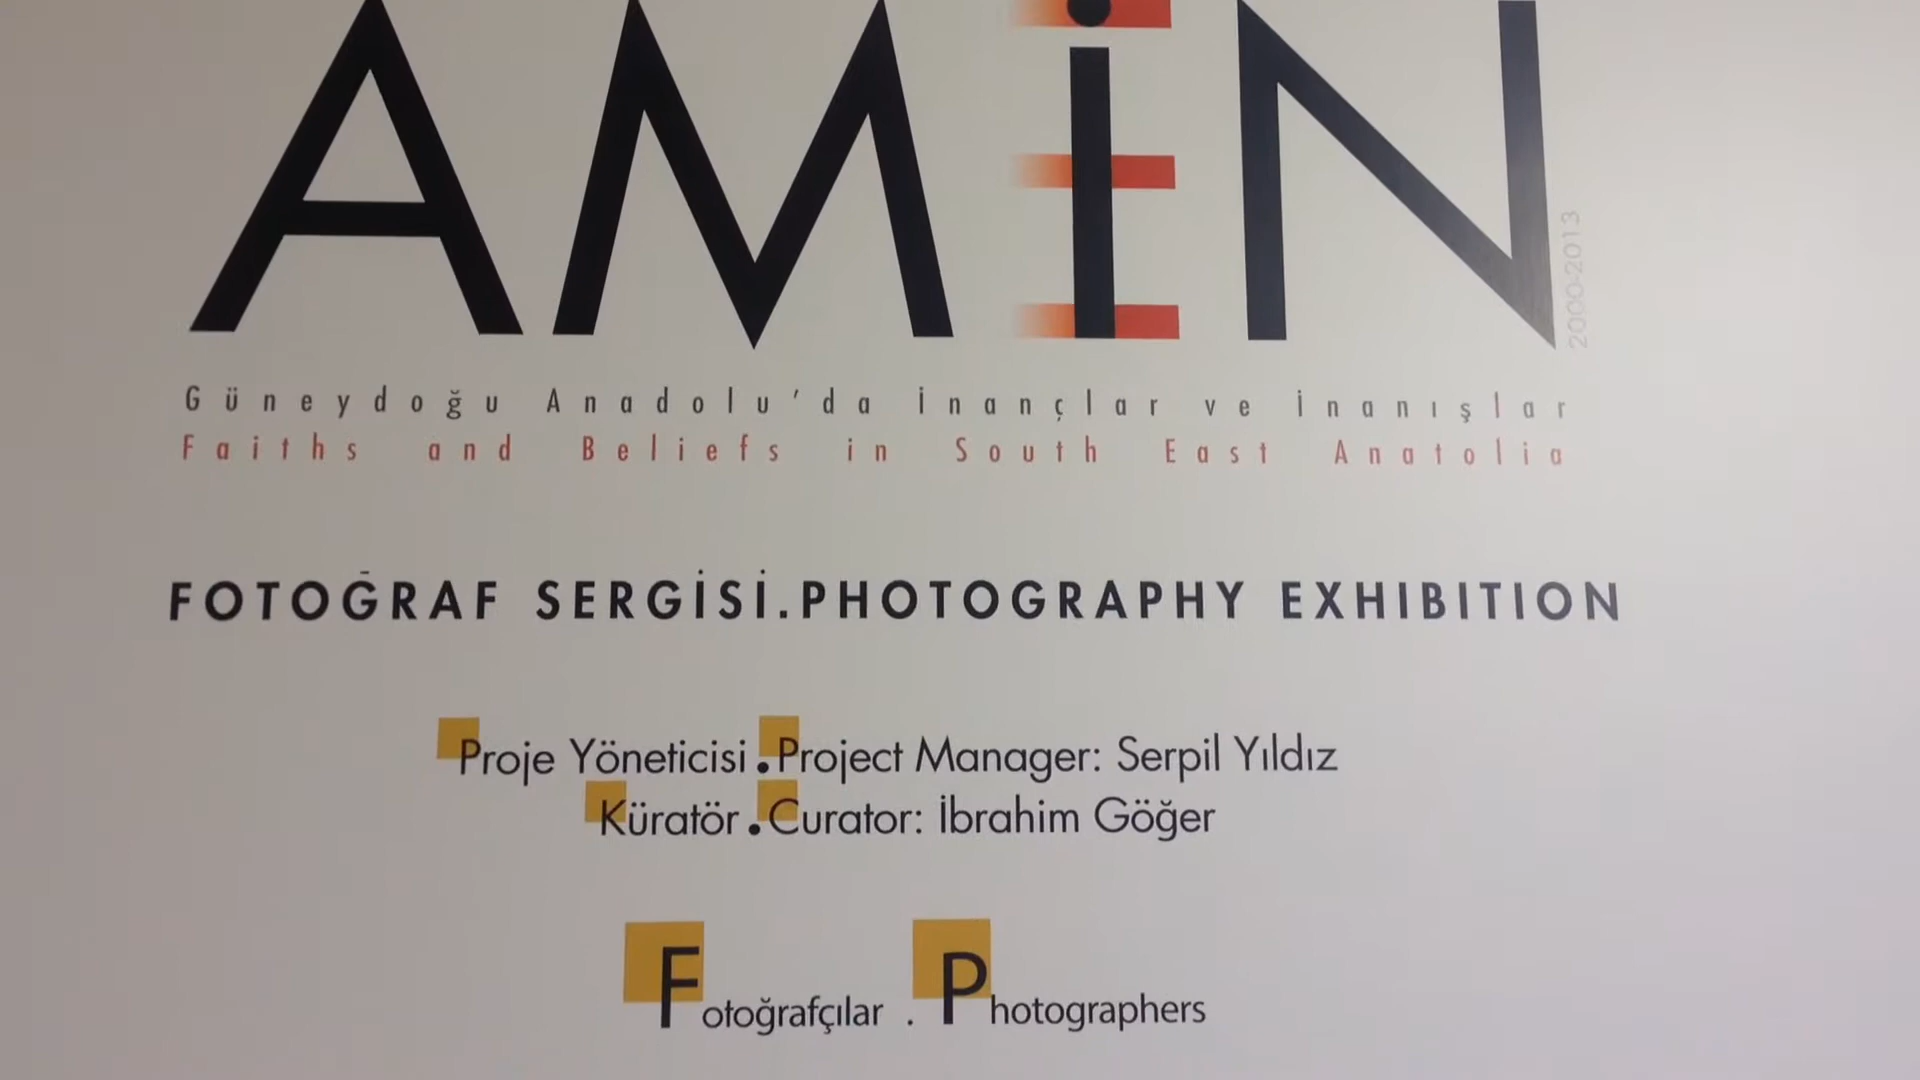 AMİN
2000-2013
Güneydoğu Anadolu'da İnançlar ve İnanışlar
Faiths and Beliefs in South East Anatolia
FOTOĞRAF SERGİSİ.PHOTOGRAPHY EXHIBITION
Proje Yöneticisi.Project Manager: Serpil Yıldız
Küratör.Curator: İbrahim Göğer
Fotoğrafçılar . Photographers